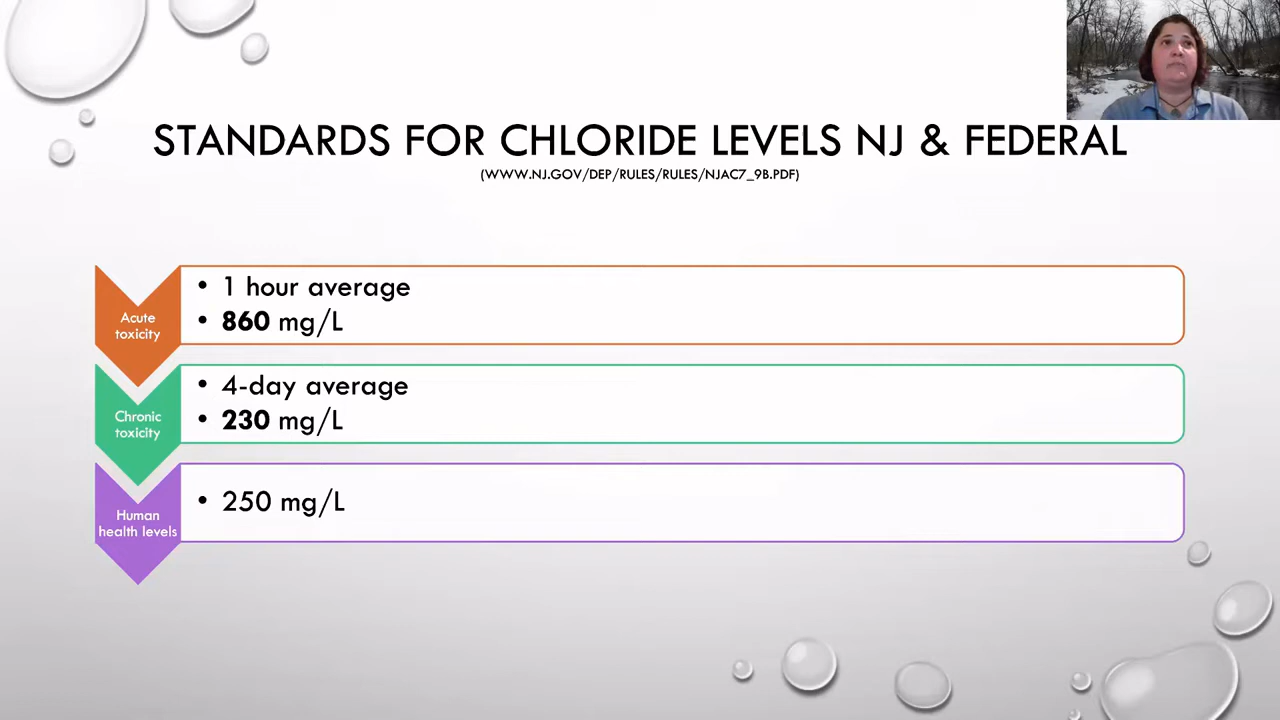 STANDARDS FOR CHLORIDE LEVELS NJ & FEDERAL
(WWW.NJ.GOV/DEP/RULES/RULES/NJAC7_9B.PDF)
Acute
toxicity
• 1 hour average
• 860 mg/L
Chronic
toxicity
• 4-day average
• 230 mg/L
Human
health levels
• 250 mg/L